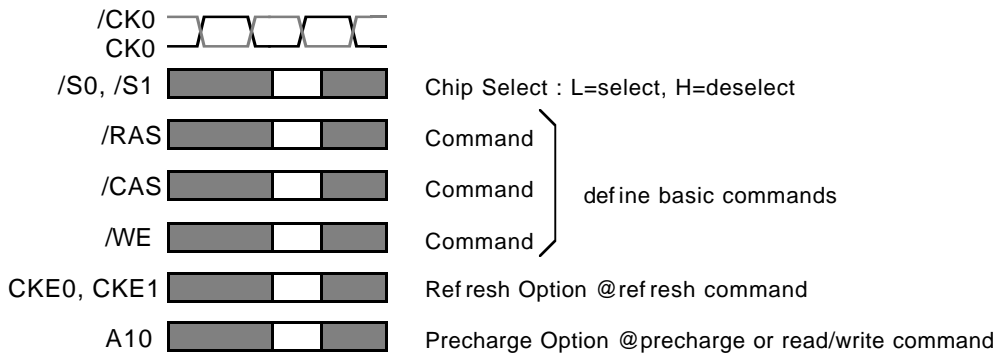 /CK0
CK0
/S0, /S1 Chip Select : L=select, H=deselect
/RAS Command
/CAS Command define basic commands
/WE Command
CKE0, CKE1 Refresh Option @refresh command
A10 Precharge Option @precharge or read/write command